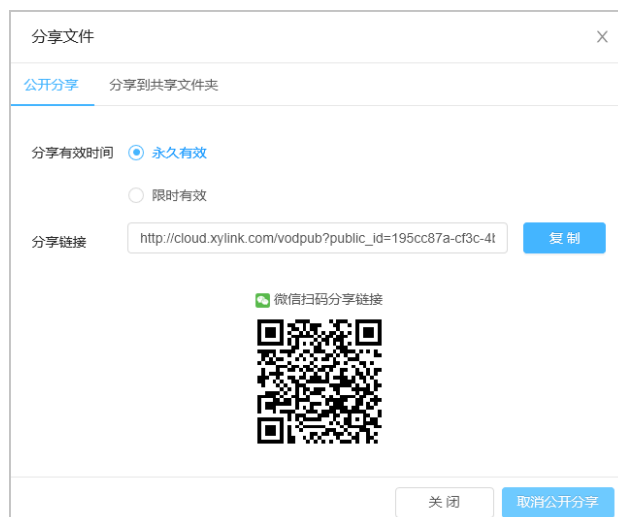 分享文件
公开分享 分享到共享文件夹
分享有效时间 永久有效
限时有效
分享链接 http://cloud.xylink.com/vodpub?public_id=195cc87a-cf3c-4b 复制
微信扫码分享链接
关闭 取消公开分享